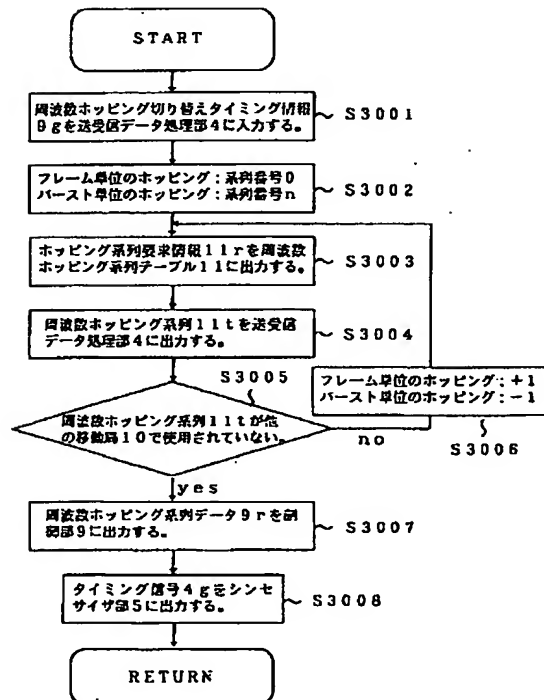 START
周波数ホッピング切り替えタイミング情報
9gを送受信データ処理部4に入力する。
S3001
フレーム単位のホッピング:系列番号0
バースト単位のホッピング:系列番号n
S3002
ホッピング系列要求情報11rを周波数
ホッピング系列テーブル11に出力する。
S3003
周波数ホッピング系列11tを送受信
データ処理部4に出力する。
S3004
S3005
周波数ホッピング系列11tが他
の移動局10で使用されていない。
no
フレーム単位のホッピング:+1
バースト単位のホッピング:-1
S3006
yes
周波数ホッピング系列データ9rを制
御部9に出力する。
S3007
タイミング信号4gをシンセ
サイザ部5に出力する。
S3008
RETURN